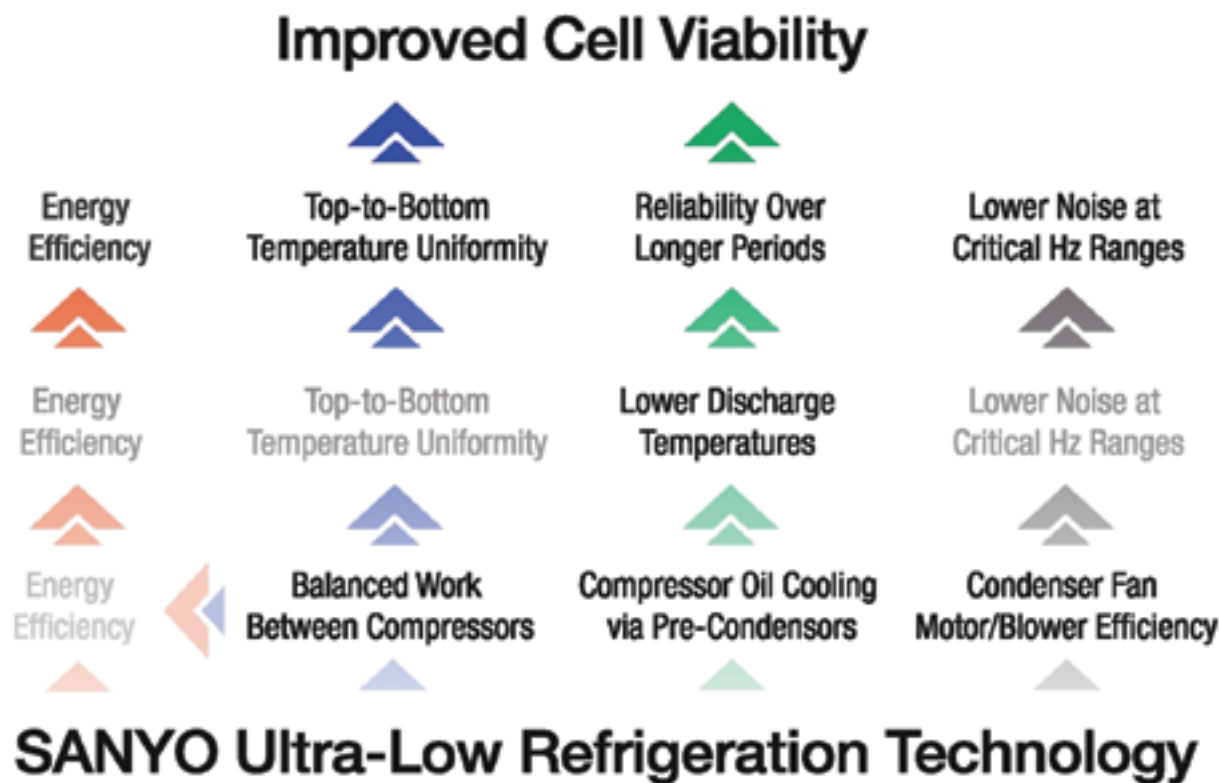 Improved Cell Viability
Energy
Efficiency
Top-to-Bottom
Temperature Uniformity
Reliability Over
Longer Periods
Lower Noise at
Critical Hz Ranges
Energy
Efficiency
Top-to-Bottom
Temperature Uniformity
Lower Discharge
Temperatures
Lower Noise at
Critical Hz Ranges
Energy
Efficiency
Balanced Work
Between Compressors
Compressor Oil Cooling
via Pre-Condensors
Condenser Fan
Motor/Blower Efficiency
SANYO Ultra-Low Refrigeration Technology